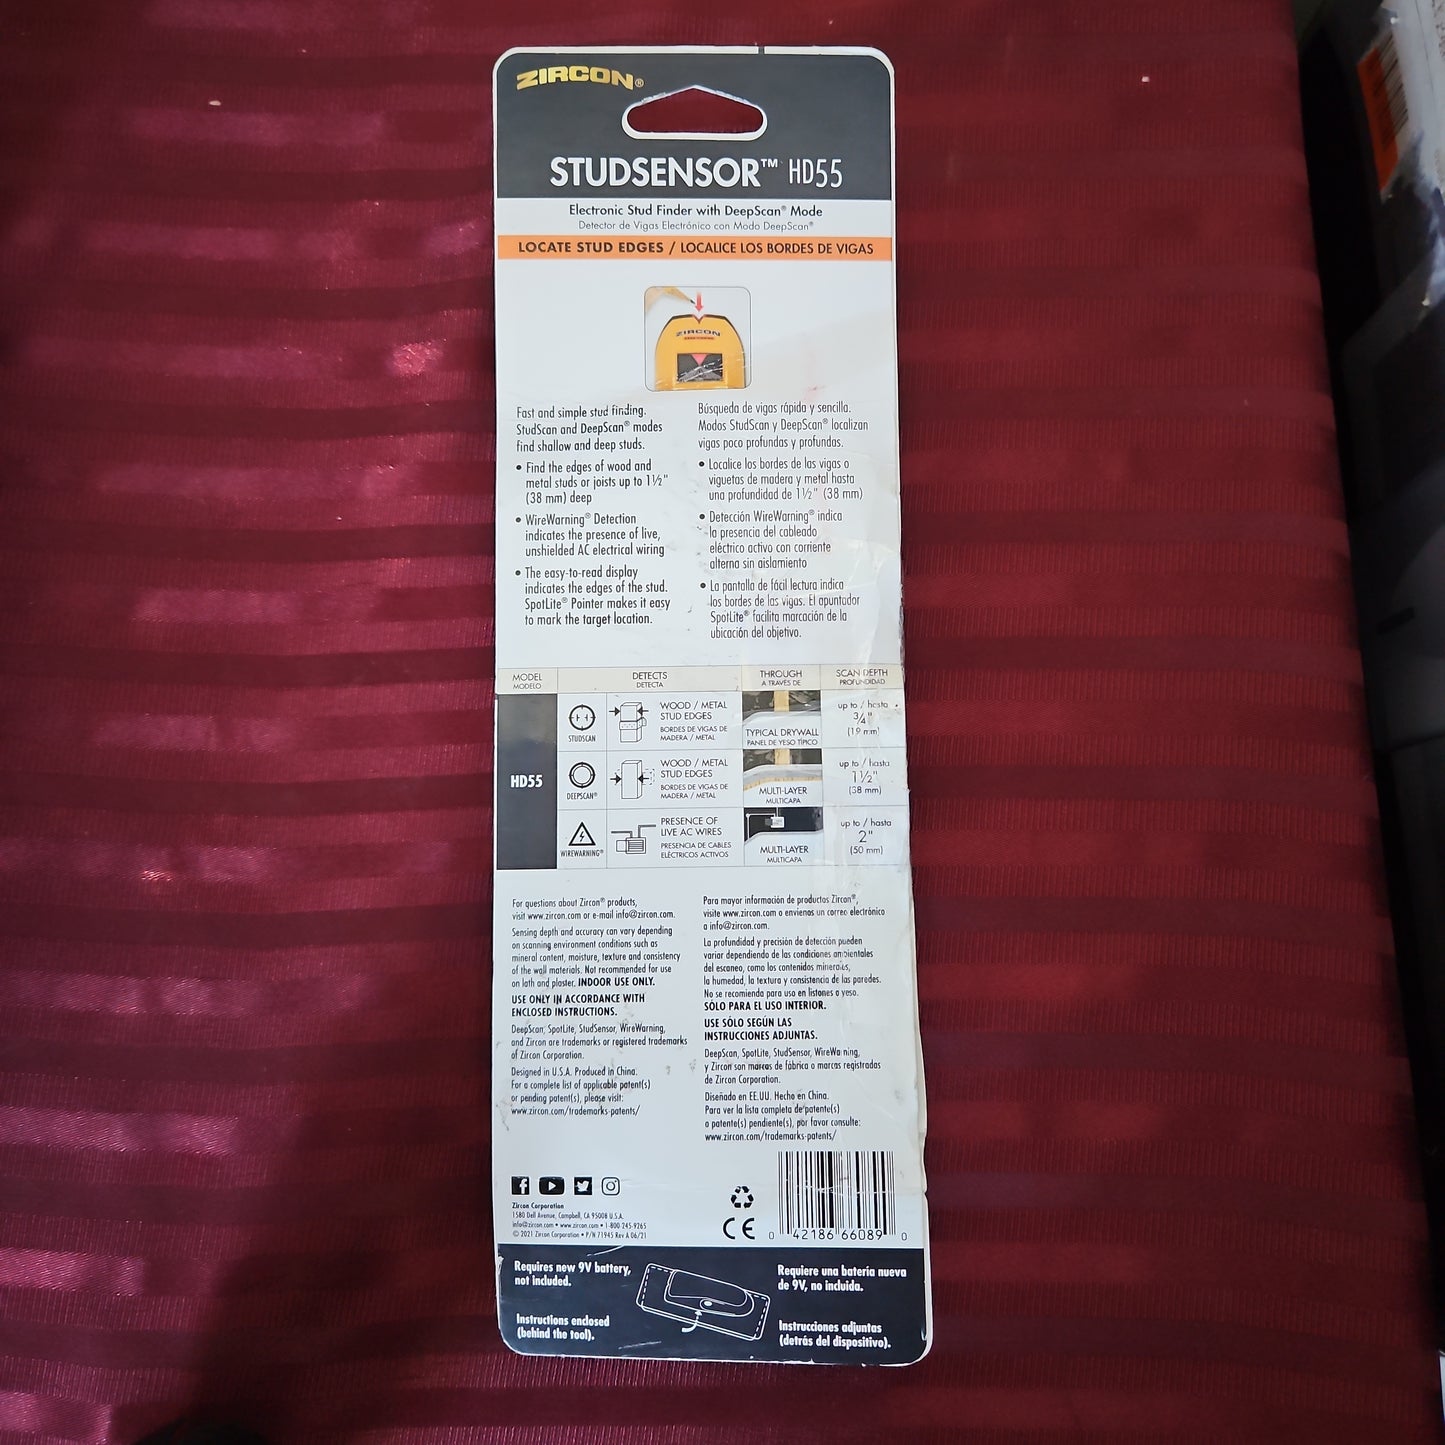 ZIRCON®
STUDSENSOR™ HD55
Electronic Stud Finder with DeepScan® Mode
Detector de Vigas Electrónico con Modo DeepScan®
LOCATE STUD EDGES / LOCALICE LOS BORDES DE VIGAS
ZIRCON
Fast and simple stud finding.
StudScan and DeepScan® modes
find shallow and deep studs.
• Find the edges of wood and
metal studs or joists up to 1½"
(38 mm) deep
• WireWarning® Detection
indicates the presence of live,
unshielded AC electrical wiring
• The easy-to-read display
indicates the edges of the stud.
SpotLite® Pointer makes it easy
to mark the target location.
Búsqueda de vigas rápida y sencilla.
Modos StudScan y DeepScan® localizan
vigas poco profundas y profundas.
• Localice los bordes de las vigas o
viguetas de madera y metal hasta
una profundidad de 1½" (38 mm)
• Detección WireWarning® indica
la presencia del cableado
eléctrico activo con corriente
alterna sin aislamiento
• La pantalla de fácil lectura indica
los bordes de las vigas. El apuntador
SpotLite® facilita marcación de la
ubicación del objetivo.
MODEL DETECTS THROUGH SCAN DEPTH
MODELO DETECTA A TRAVÉS DE PROFUNDIDAD
HD55
STUDSCAN
WOOD / METAL
STUD EDGES
BORDES DE VIGAS DE
MADERA / METAL
TYPICAL DRYWALL
PANEL DE YESO TÍPICO
up to / hasta
3/4"
(19 mm)
DEEPSCAN®
WOOD / METAL
STUD EDGES
BORDES DE VIGAS DE
MADERA / METAL
MULTI-LAYER
MULTICAPA
up to / hasta
1½"
(38 mm)
WIREWARNING®
PRESENCE OF
LIVE AC WIRES
PRESENCIA DE CABLES
ELÉCTRICOS ACTIVOS
MULTI-LAYER
MULTICAPA
up to / hasta
2"
(50 mm)
For questions about Zircon® products,
visit www.zircon.com or e-mail info@zircon.com.
Sensing depth and accuracy can vary depending
on scanning environment conditions such as
mineral content, moisture, texture and consistency
of the wall materials. Not recommended for use
on lath and plaster. INDOOR USE ONLY.
USE ONLY IN ACCORDANCE WITH
ENCLOSED INSTRUCTIONS.
DeepScan, SpotLite, StudSensor, WireWarning,
and Zircon are trademarks or registered trademarks
of Zircon Corporation.
Designed in U.S.A. Produced in China.
For a complete list of applicable patent(s)
or pending patent(s), please visit:
www.zircon.com/trademarks-patents/
Para mayor información de productos Zircon®,
visite www.zircon.com o envienos un correo electrónico
a info@zircon.com.
La profundidad y precisión de detección pueden
variar dependiendo de las condiciones ambientales
del escaneo, como los contenidos minerales,
la humedad, la textura y consistencia de las paredes.
No se recomienda para uso en listones o yeso.
SÓLO PARA EL USO INTERIOR.
USE SÓLO SEGÚN LAS
INSTRUCCIONES ADJUNTAS.
DeepScan, SpotLite, StudSensor, WireWarning,
y Zircon son marcas de fábrica o marcas registradas
de Zircon Corporation.
Diseñado en EE.UU. Hecho en China.
Para ver la lista completa de patente(s)
o patente(s) pendiente(s), por favor consulte:
www.zircon.com/trademarks-patents/
Zircon Corporation
1580 Dell Avenue, Campbell, CA 95008 U.S.A.
info@zircon.com • www.zircon.com • 1-800-245-9265
© 2021 Zircon Corporation • P/N 71945 Rev A 06/21
CE
0 42186 66089 0
Requires new 9V battery,
not included.
Instructions enclosed
(behind the tool).
Requiere una batería nueva
de 9V, no incluida.
Instrucciones adjuntas
(detrás del dispositivo).